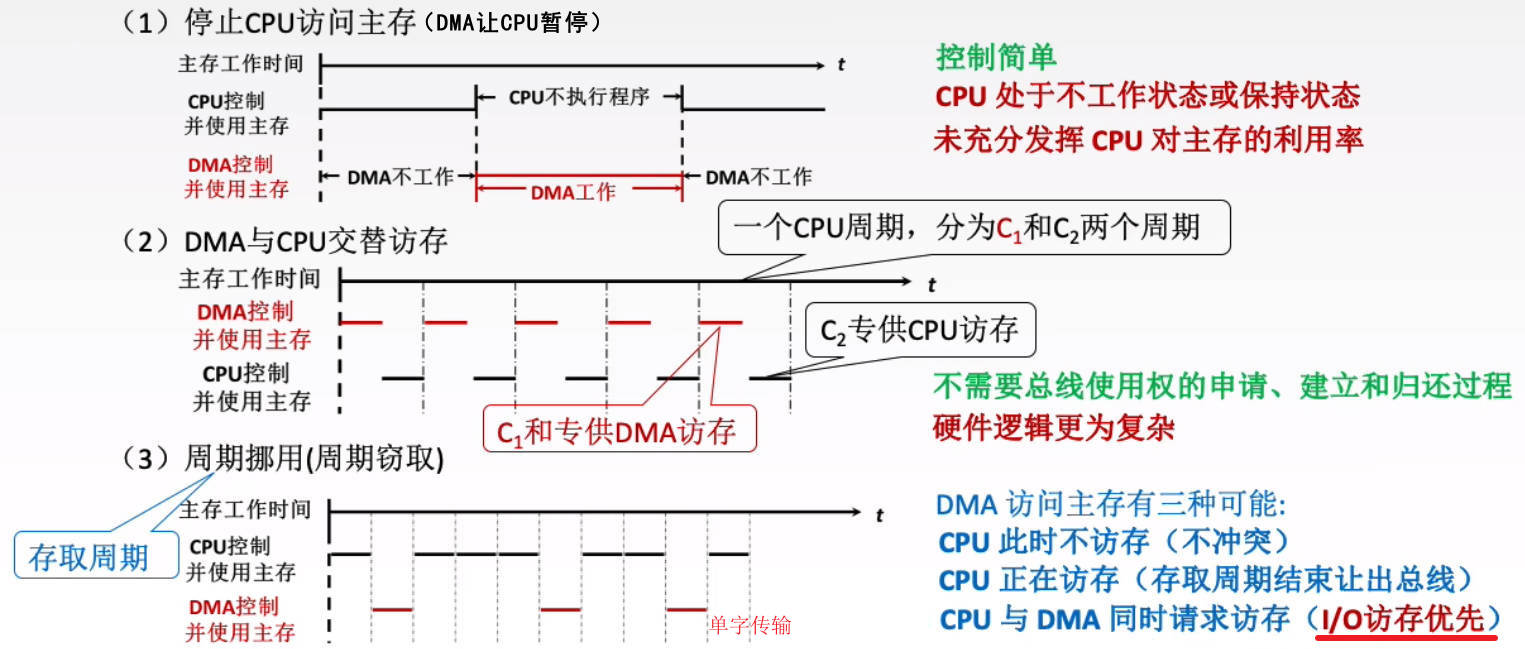 （1）停止CPU访问主存（DMA让CPU暂停）
主存工作时间
t
CPU控制
并使用主存
CPU不执行程序
DMA控制
并使用主存
DMA不工作
DMA工作
DMA不工作
控制简单
CPU 处于不工作状态或保持状态
未充分发挥 CPU 对主存的利用率
（2）DMA与CPU交替访存
一个CPU周期，分为C1和C2两个周期
主存工作时间
t
DMA控制
并使用主存
CPU控制
并使用主存
C2专供CPU访存
C1和专供DMA访存
不需要总线使用权的申请、建立和归还过程
硬件逻辑更为复杂
（3）周期挪用(周期窃取)
存取周期
主存工作时间
t
CPU控制
并使用主存
DMA控制
并使用主存
单字传输
DMA 访问主存有三种可能:
CPU 此时不访存（不冲突）
CPU 正在访存（存取周期结束让出总线）
CPU 与 DMA 同时请求访存（I/O访存优先）